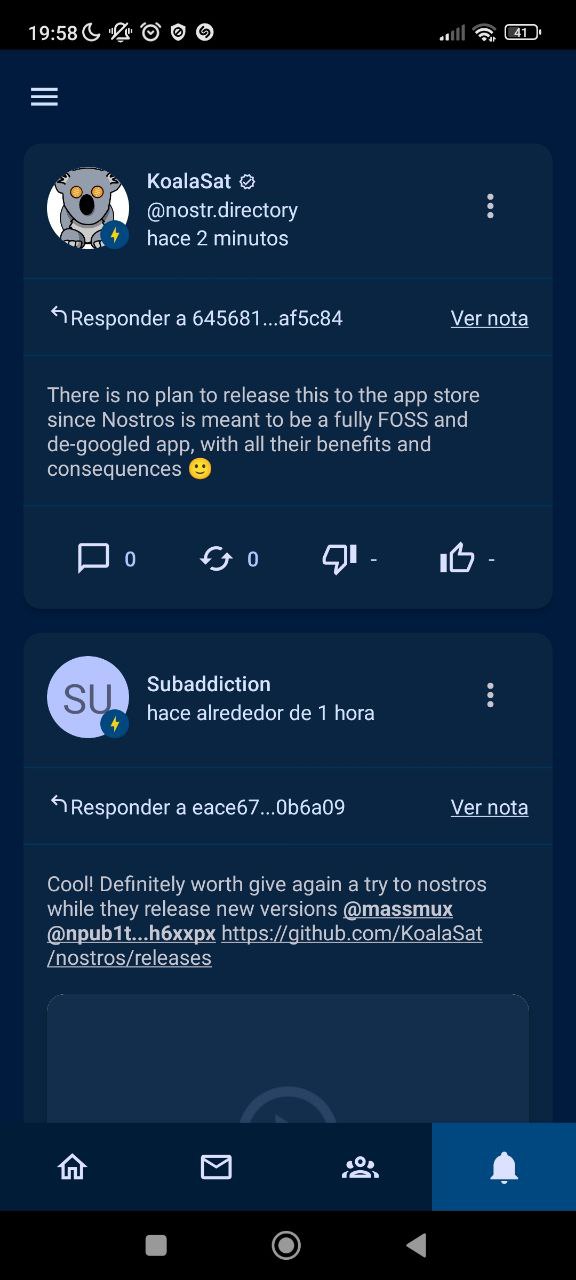 19:58
41
KoalaSat
@nostr.directory
hace 2 minutos
Responder a 645681...af5c84
Ver nota
There is no plan to release this to the app store
since Nostros is meant to be a fully FOSS and
de-googled app, with all their benefits and
consequences 🙂
0
0
-
-
SU
Subaddiction
hace alrededor de 1 hora
Responder a eace67...0b6a09
Ver nota
Cool! Definitely worth give again a try to nostros
while they release new versions @massmux
@npub1t...h6xxpx https://github.com/KoalaSat
/nostros/releases